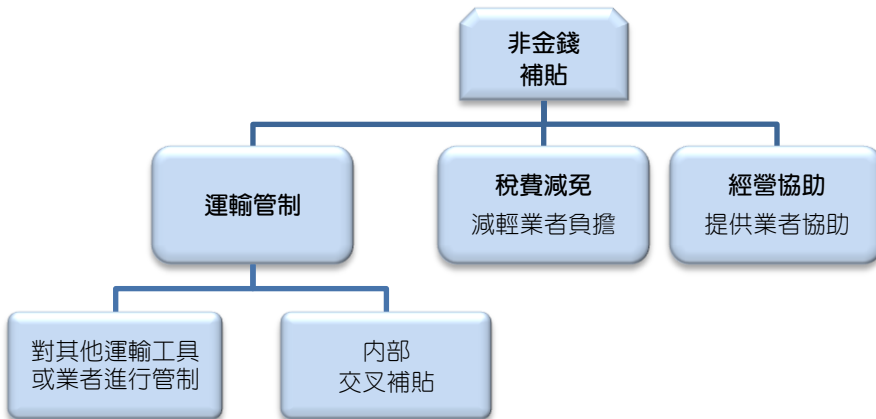 非金錢
補貼
運輸管制
稅費減免
減輕業者負擔
經營協助
提供業者協助
對其他運輸工具
或業者進行管制
內部
交叉補貼